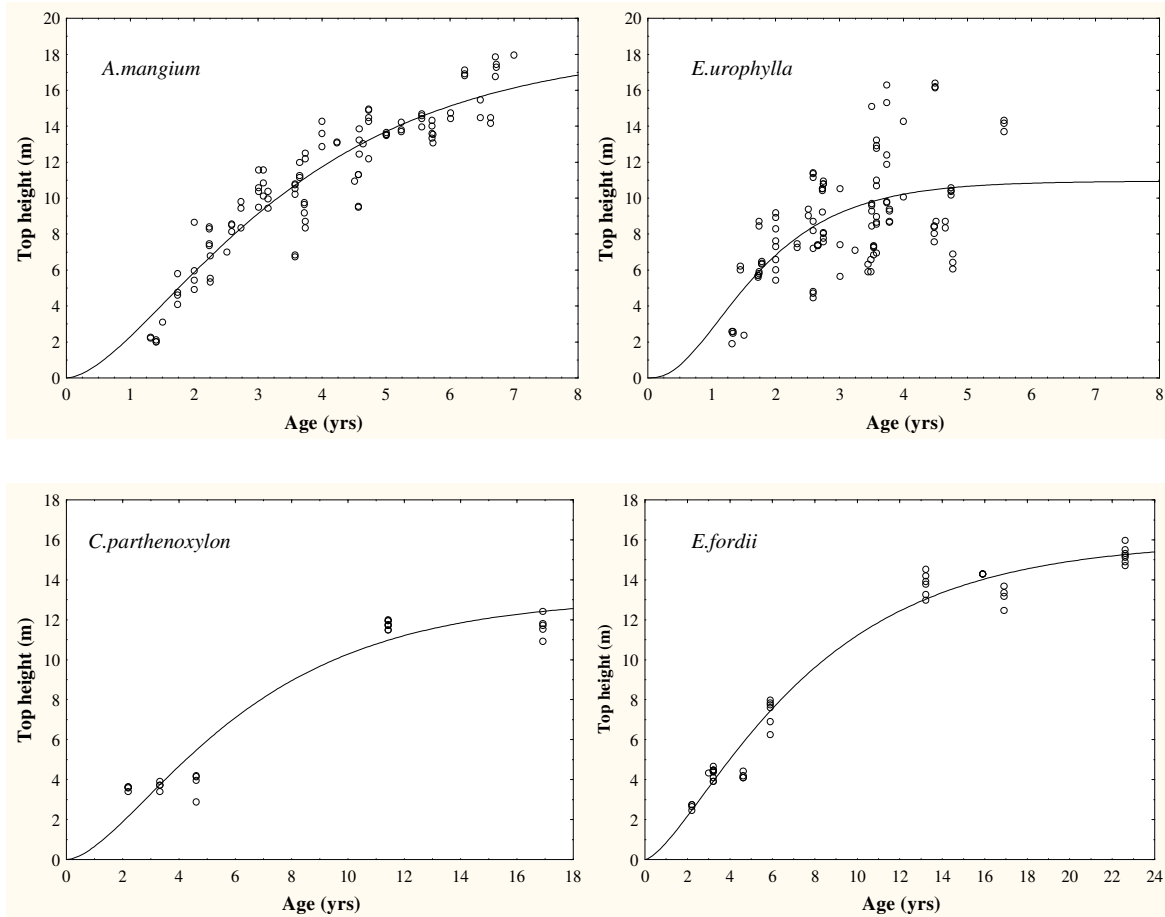 A.mangium
Top height (m)
20
18
16
14
12
10
8
6
4
2
0
0 1 2 3 4 5 6 7 8
Age (yrs)
E.urophylla
Top height (m)
20
18
16
14
12
10
8
6
4
2
0
0 1 2 3 4 5 6 7 8
Age (yrs)
C.parthenoxylon
Top height (m)
18
16
14
12
10
8
6
4
2
0
0 2 4 6 8 10 12 14 16 18
Age (yrs)
E.fordii
Top height (m)
18
16
14
12
10
8
6
4
2
0
0 2 4 6 8 10 12 14 16 18 20 22 24
Age (yrs)